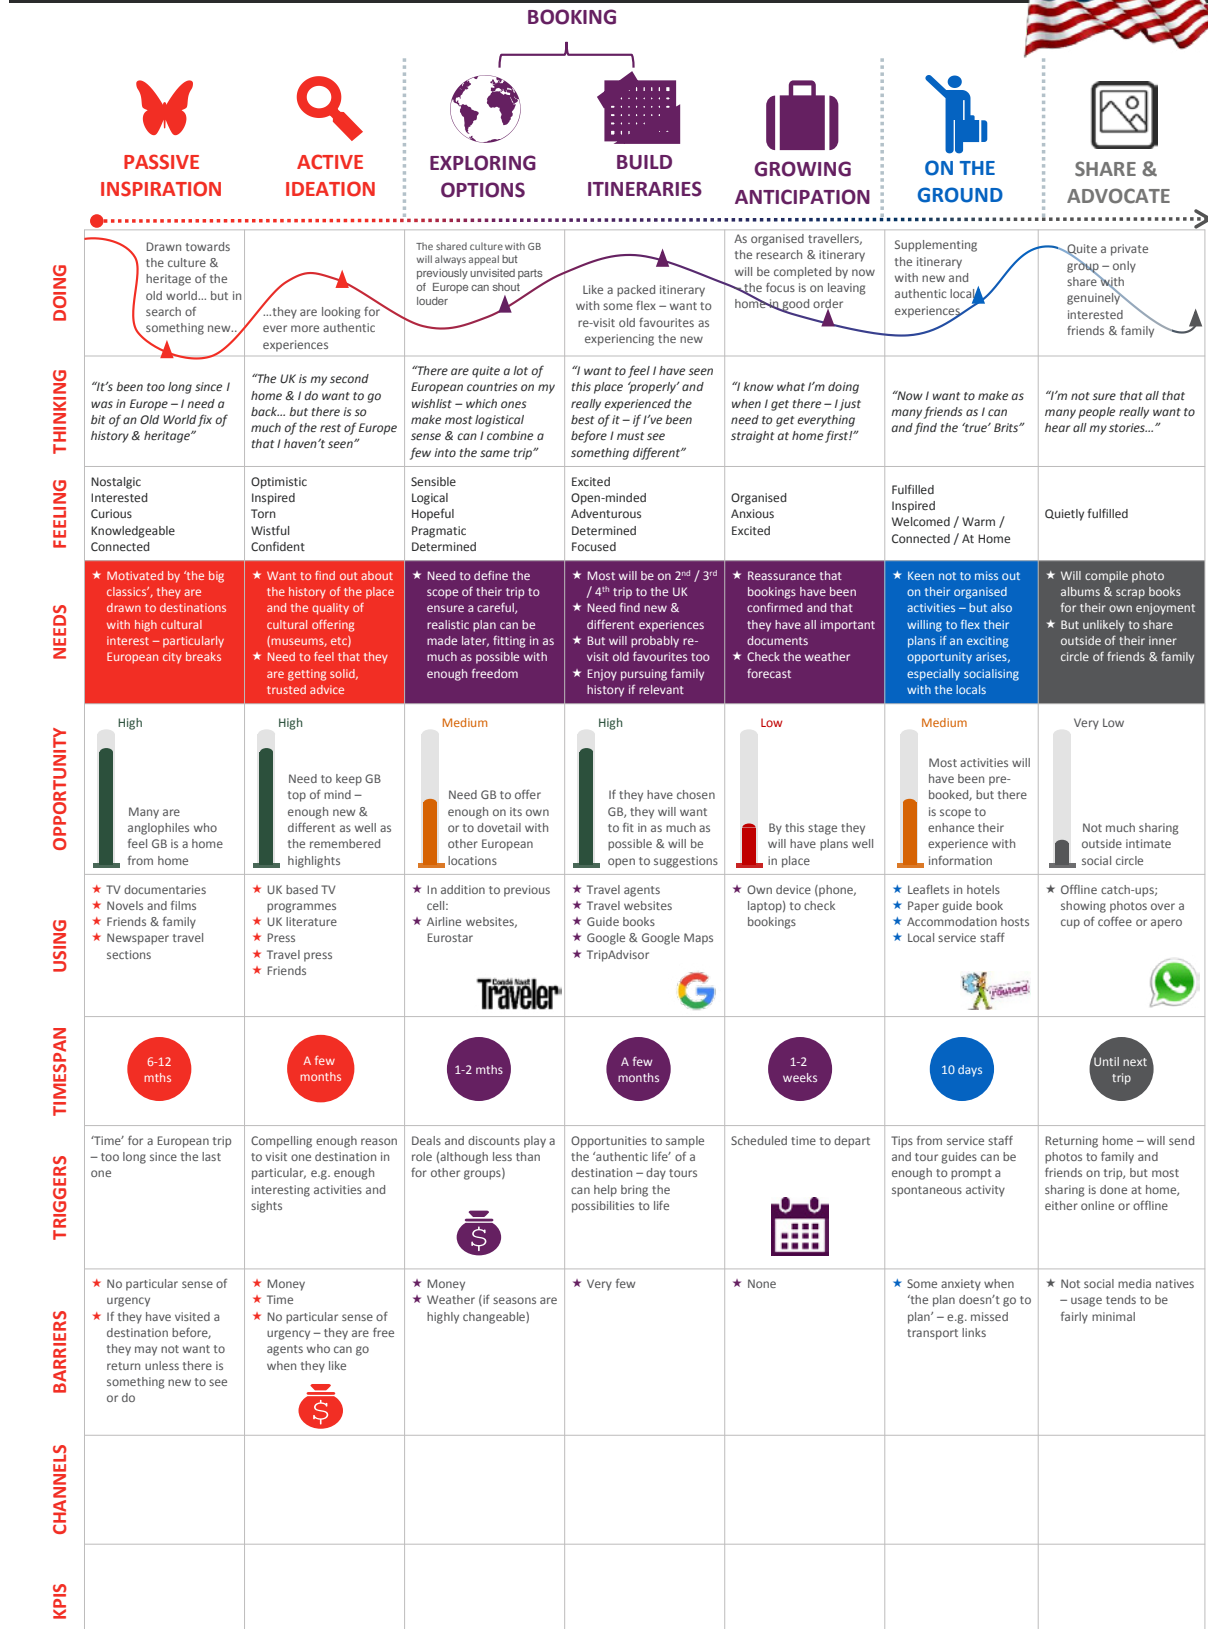 BOOKING
PASSIVE
INSPIRATION
ACTIVE
IDEATION
EXPLORING
OPTIONS
BUILD
ITINERARIES
GROWING
ANTICIPATION
ON THE
GROUND
SHARE &
ADVOCATE
DOING
Drawn towards
the culture &
heritage of the
old world... but in
search of
something new..
...they are looking for
ever more authentic
experiences
The shared culture with GB
will always appeal but
previously unvisited parts
of Europe can shout
louder
Like a packed itinerary
with some flex – want to
re-visit old favourites as
experiencing the new
As organised travellers,
the research & itinerary
will be completed by now
– the focus is on leaving
home in good order
Supplementing
the itinerary
with new and
authentic local
experiences
Quite a private
group – only
share with
genuinely
interested
friends & family
THINKING
“It’s been too long since I
was in Europe – I need a
bit of an Old World fix of
history & heritage”
“The UK is my second
home & I do want to go
back... but there is so
much of the rest of Europe
that I haven’t seen”
“There are quite a lot of
European countries on my
wishlist – which ones
make most logistical
sense & can I combine a
few into the same trip”
“I want to feel I have seen
this place ‘properly’ and
really experienced the
best of it – if I’ve been
before I must see
something different”
“I know what I’m doing
when I get there – I just
need to get everything
straight at home first!”
“Now I want to make as
many friends as I can
and find the ‘true’ Brits”
“I’m not sure that all that
many people really want to
hear all my stories...”
FEELING
Nostalgic
Interested
Curious
Knowledgeable
Connected
Optimistic
Inspired
Torn
Wistful
Confident
Sensible
Logical
Hopeful
Pragmatic
Determined
Excited
Open-minded
Adventurous
Determined
Focused
Organised
Anxious
Excited
Fulfilled
Inspired
Welcomed / Warm /
Connected / At Home
Quietly fulfilled
NEEDS
★ Motivated by ‘the big
classics’, they are
drawn to destinations
with high cultural
interest – particularly
European city breaks
★ Want to find out about
the history of the place
and the quality of
cultural offering
(museums, etc)
★ Need to feel that they
are getting solid,
trusted advice
★ Need to define the
scope of their trip to
ensure a careful,
realistic plan can be
made later, fitting in as
much as possible with
enough freedom
★ Most will be on 2nd / 3rd
/ 4th trip to the UK
★ Need find new &
different experiences
★ But will probably re-
visit old favourites too
★ Enjoy pursuing family
history if relevant
★ Reassurance that
bookings have been
confirmed and that
they have all important
documents
★ Check the weather
forecast
★ Keen not to miss out
on their organised
activities – but also
willing to flex their
plans if an exciting
opportunity arises,
especially socialising
with the locals
★ Will compile photo
albums & scrap books
for their own enjoyment
★ But unlikely to share
outside of their inner
circle of friends & family
OPPORTUNITY
High
Many are
anglophiles who
feel GB is a home
from home
High
Need to keep GB
top of mind –
enough new &
different as well as
the remembered
highlights
Medium
Need GB to offer
enough on its own
or to dovetail with
other European
locations
High
If they have chosen
GB, they will want
to fit in as much as
possible & will be
open to suggestions
Low
By this stage they
will have plans well
in place
Medium
Most activities will
have been pre-
booked, but there
is scope to
enhance their
experience with
information
Very Low
Not much sharing
outside intimate
social circle
USING
★ TV documentaries
★ Novels and films
★ Friends & family
★ Newspaper travel
sections
★ UK based TV
programmes
★ UK literature
★ Press
★ Travel press
★ Friends
★ In addition to previous
cell:
★ Airline websites,
Eurostar
Condé Nast
Traveler
★ Travel agents
★ Travel websites
★ Guide books
★ Google & Google Maps
★ TripAdvisor
G
★ Own device (phone,
laptop) to check
bookings
★ Leaflets in hotels
★ Paper guide book
★ Accommodation hosts
★ Local service staff
routard
★ Offline catch-ups;
showing photos over a
cup of coffee or apero
TIMESPAN
6-12
mths
A few
months
1-2 mths
A few
months
1-2
weeks
10 days
Until next
trip
TRIGGERS
‘Time’ for a European trip
– too long since the last
one
Compelling enough reason
to visit one destination in
particular, e.g. enough
interesting activities and
sights
Deals and discounts play a
role (although less than
for other groups)
$
Opportunities to sample
the ‘authentic life’ of a
destination – day tours
can help bring the
possibilities to life
Scheduled time to depart
Tips from service staff
and tour guides can be
enough to prompt a
spontaneous activity
Returning home – will send
photos to family and
friends on trip, but most
sharing is done at home,
either online or offline
BARRIERS
★ No particular sense of
urgency
★ If they have visited a
destination before,
they may not want to
return unless there is
something new to see
or do
★ Money
★ Time
★ No particular sense of
urgency – they are free
agents who can go
when they like
$
★ Money
★ Weather (if seasons are
highly changeable)
★ Very few
★ None
★ Some anxiety when
‘the plan doesn’t go to
plan’ – e.g. missed
transport links
★ Not social media natives
– usage tends to be
fairly minimal
CHANNELS
KPIS